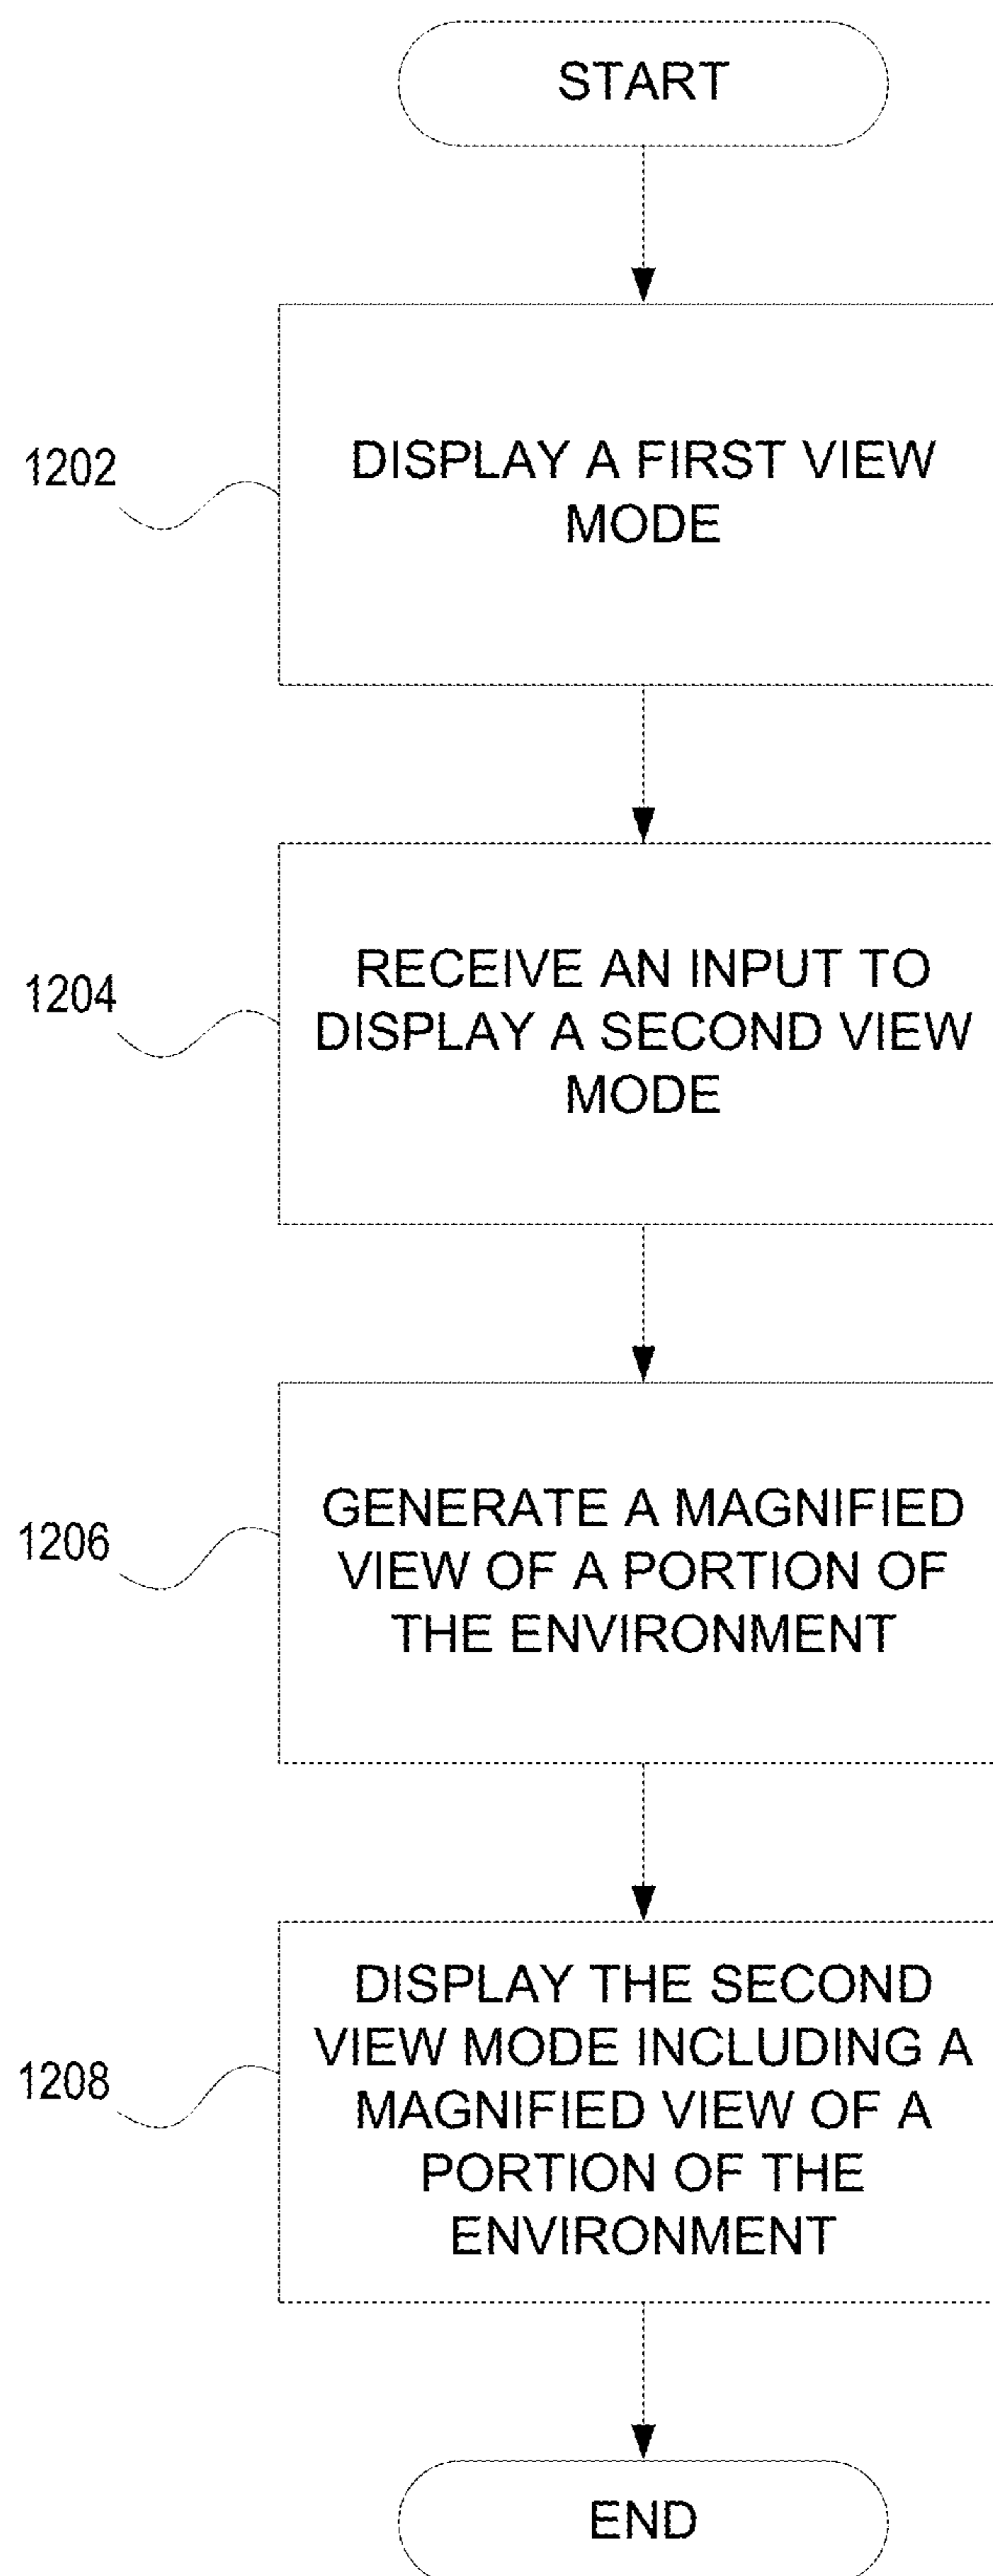 START
1202
DISPLAY A FIRST VIEW
MODE
1204
RECEIVE AN INPUT TO
DISPLAY A SECOND VIEW
MODE
1206
GENERATE A MAGNIFIED
VIEW OF A PORTION OF
THE ENVIRONMENT
1208
DISPLAY THE SECOND
VIEW MODE INCLUDING A
MAGNIFIED VIEW OF A
PORTION OF THE
ENVIRONMENT
END